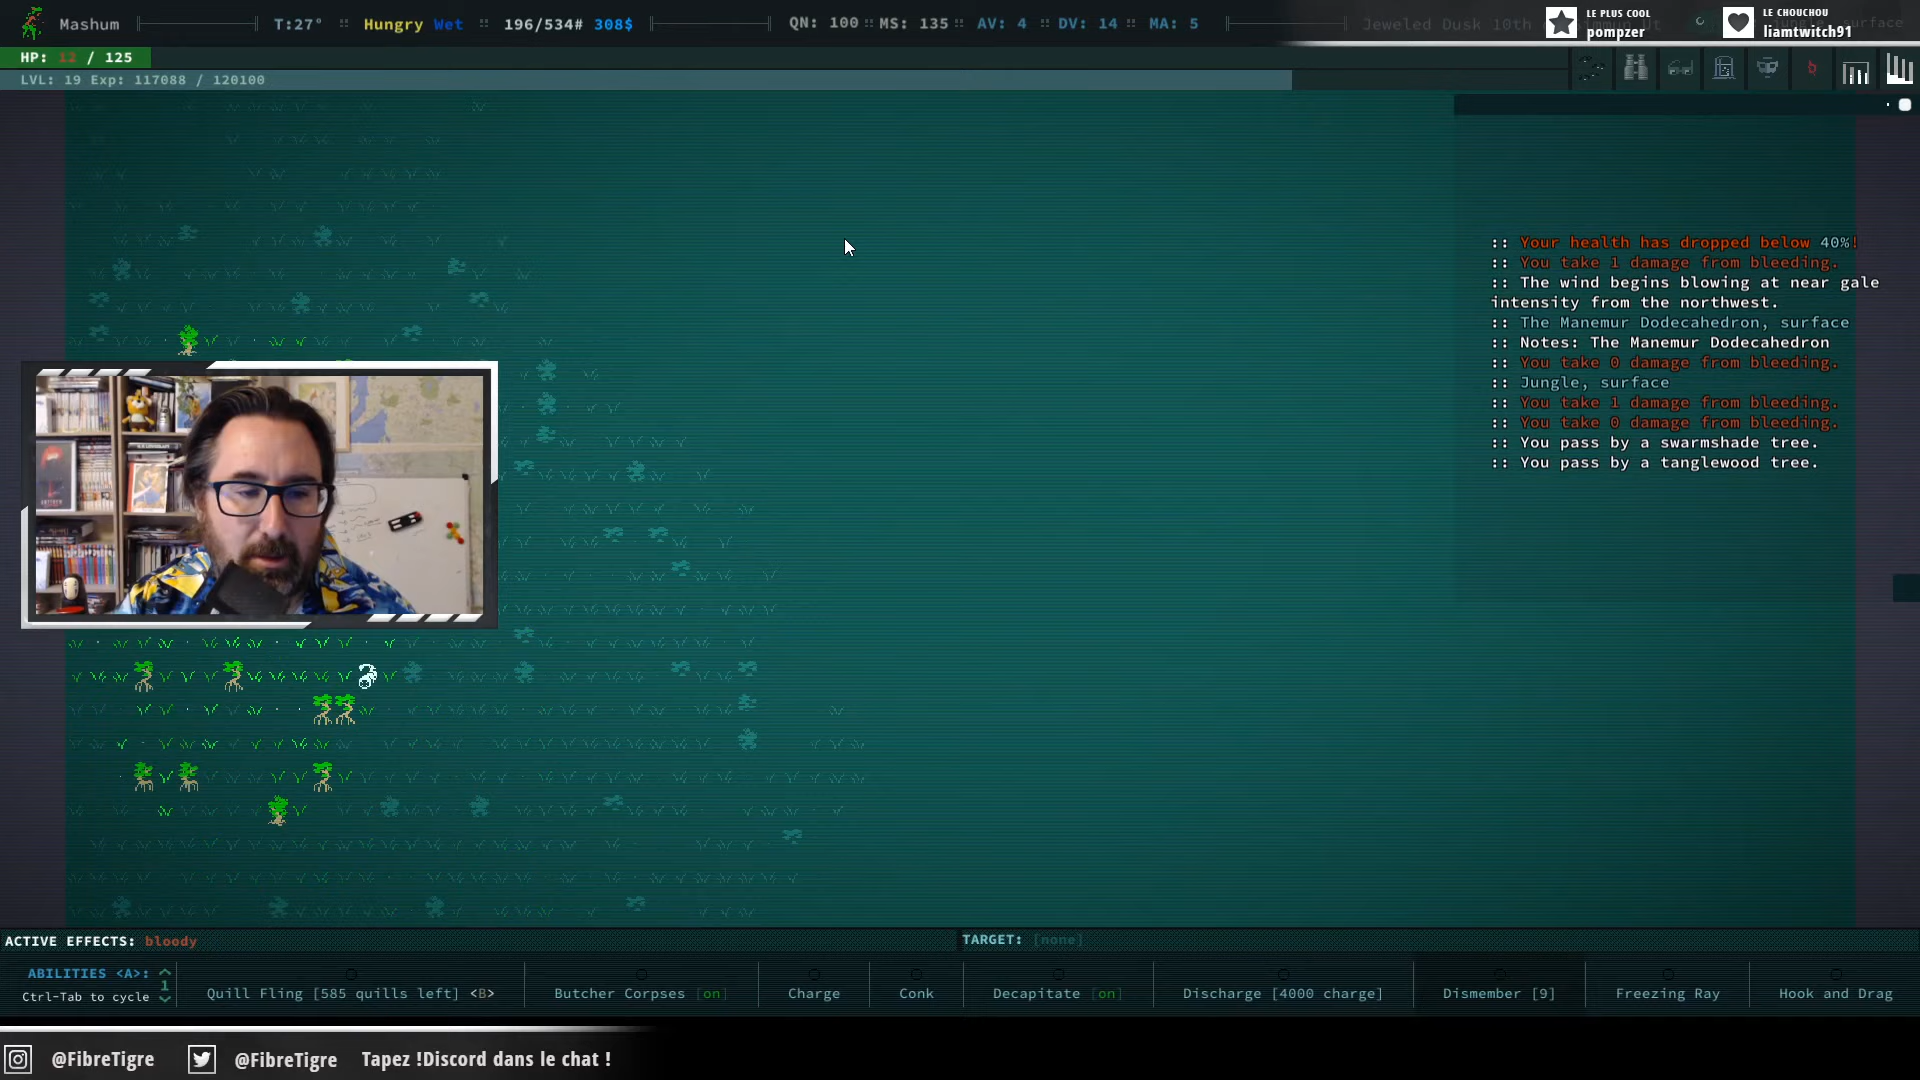 Mashum
T:27° :: Hungry Wet :: 196/534# 308$
QN: 100 :: MS: 135 :: AV: 4 :: DV: 14 :: MA: 5
Jeweled Dusk 10th
LE PLUS COOL
pompzer
LE CHOUCHOU
liamtwitch91
HP: 12 / 125
LVL: 19 Exp: 117088 / 120100
:: Your health has dropped below 40%!
:: You take 1 damage from bleeding.
:: The wind begins blowing at near gale
intensity from the northwest.
:: The Manemur Dodecahedron, surface
:: Notes: The Manemur Dodecahedron
:: You take 0 damage from bleeding.
:: Jungle, surface
:: You take 1 damage from bleeding.
:: You take 0 damage from bleeding.
:: You pass by a swarmshade tree.
:: You pass by a tanglewood tree.
ACTIVE EFFECTS: bloody
TARGET: [none]
ABILITIES <A>:
Ctrl-Tab to cycle
1
Quill Fling [585 quills left] <B>
Butcher Corpses [on]
Charge
Conk
Decapitate [on]
Discharge [4000 charge]
Dismember [9]
Freezing Ray
Hook and Drag
@FibreTigre
@FibreTigre
Tapez !Discord dans le chat !